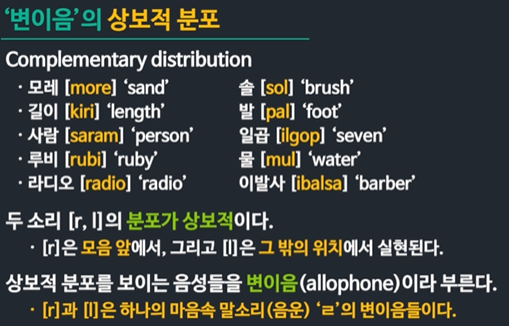 ‘변이음’의 상보적 분포
Complementary distribution
· 모레 [more] ‘sand’ 솔 [sol] ‘brush’
· 길이 [kiri] ‘length’ 발 [pal] ‘foot’
· 사람 [saram] ‘person’ 일곱 [ilgop] ‘seven’
· 루비 [rubi] ‘ruby’ 물 [mul] ‘water’
· 라디오 [radio] ‘radio’ 이발사 [ibalsa] ‘barber’
두 소리 [r, l]의 분포가 상보적이다.
· [r]은 모음 앞에서, 그리고 [l]은 그 밖의 위치에서 실현된다.
상보적 분포를 보이는 음성들을 변이음(allophone)이라 부른다.
· [r]과 [l]은 하나의 마음속 말소리(음운) ‘ㄹ’의 변이음들이다.